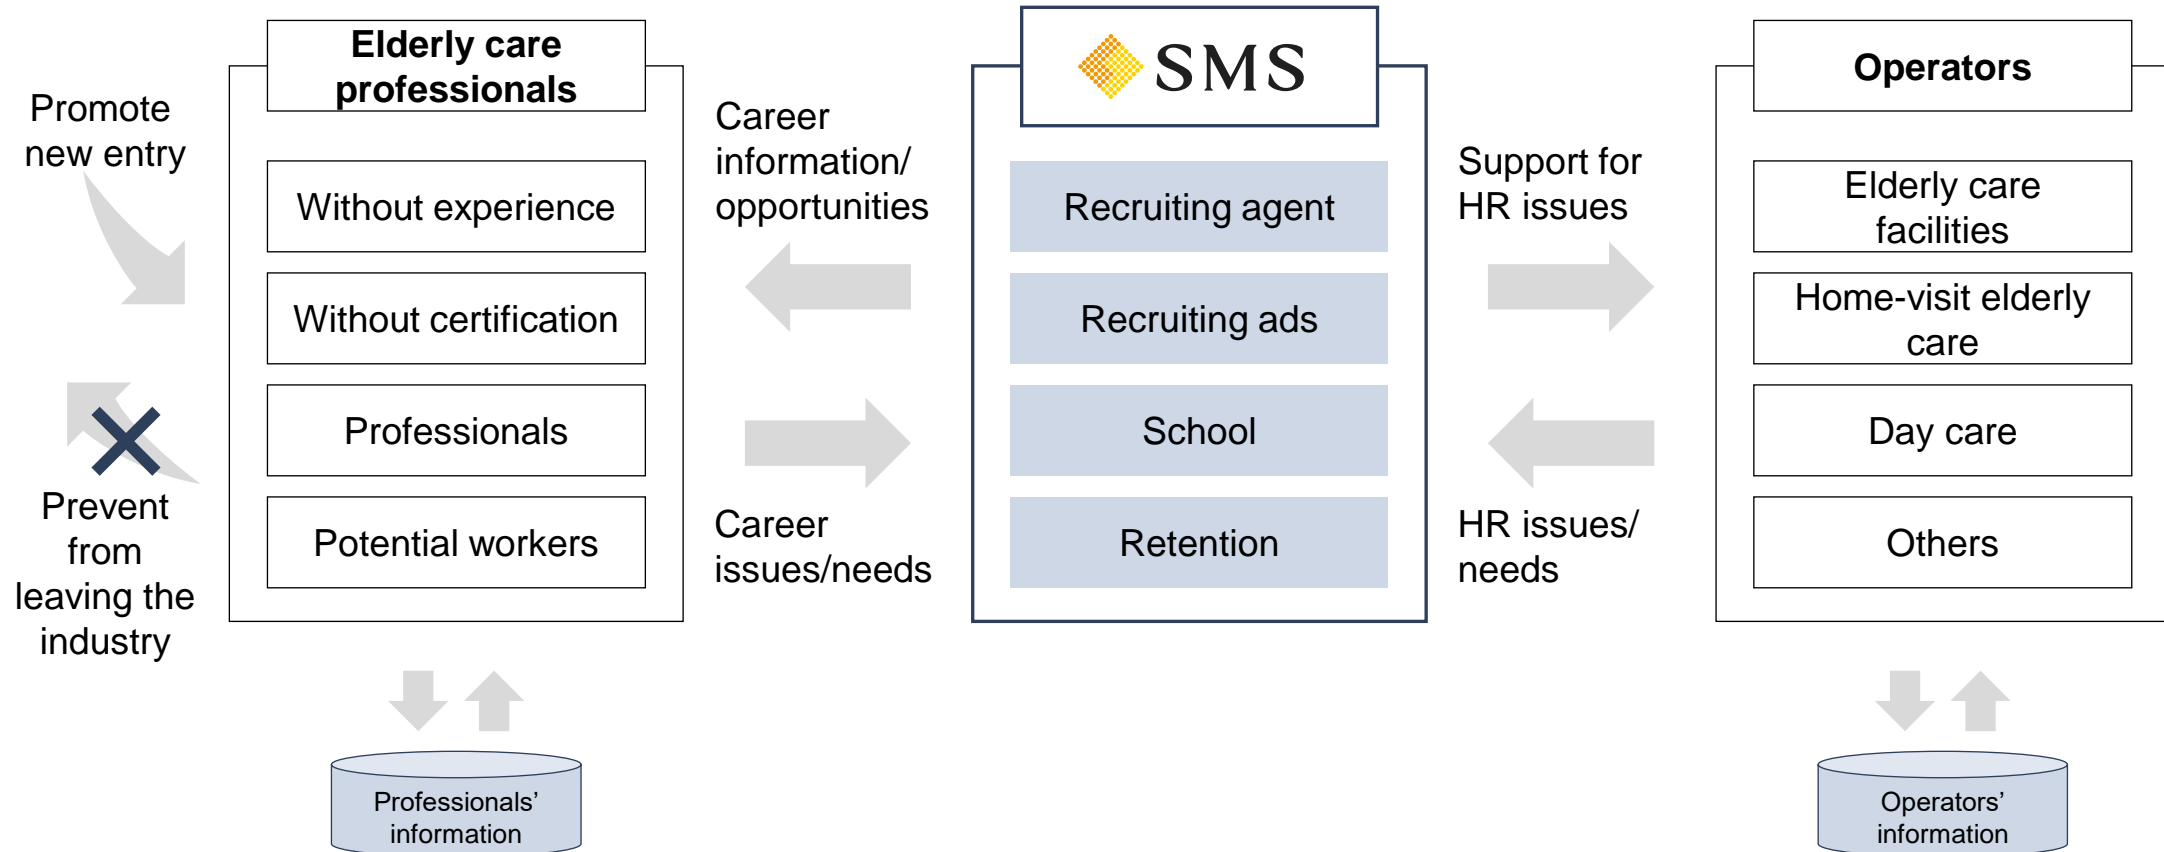 Elderly care
professionals
SMS
Operators
Promote
new entry
Prevent
from
leaving the
industry
Without experience
Without certification
Professionals
Potential workers
Career
information/
opportunities
Career
issues/needs
Recruiting agent
Recruiting ads
School
Retention
Support for
HR issues
HR issues/
needs
Elderly care
facilities
Home-visit elderly
care
Day care
Others
Professionals’
information
Operators’
information